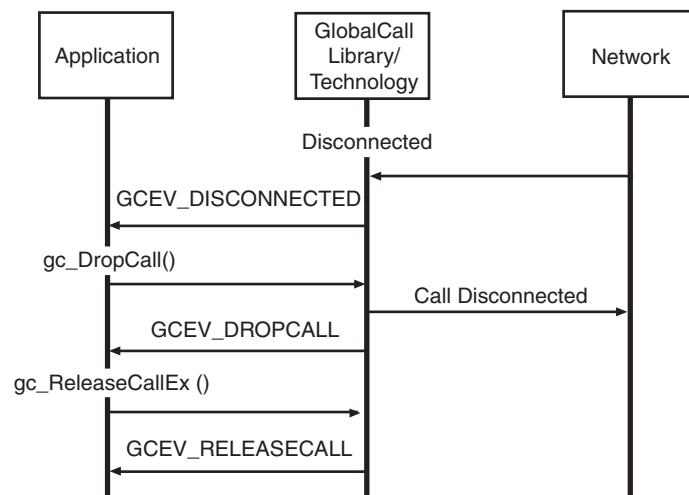 Application
GlobalCall
Library/
Technology
Network
Disconnected
GCEV_DISCONNECTED
gc_DropCall()
Call Disconnected
GCEV_DROPCALL
gc_ReleaseCallEx ()
GCEV_RELEASECALL